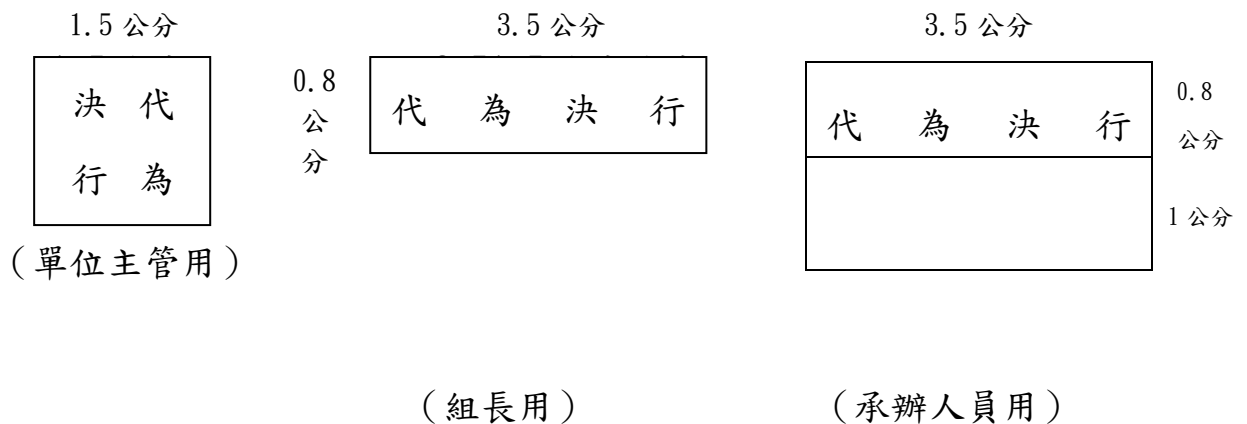 1.5 公分
3.5 公分
3.5 公分
決 代
行 為
0.8
公
分
代 為 決 行
代 為 決 行
0.8
公分
1 公分
（單位主管用）
（組長用）
（承辦人員用）